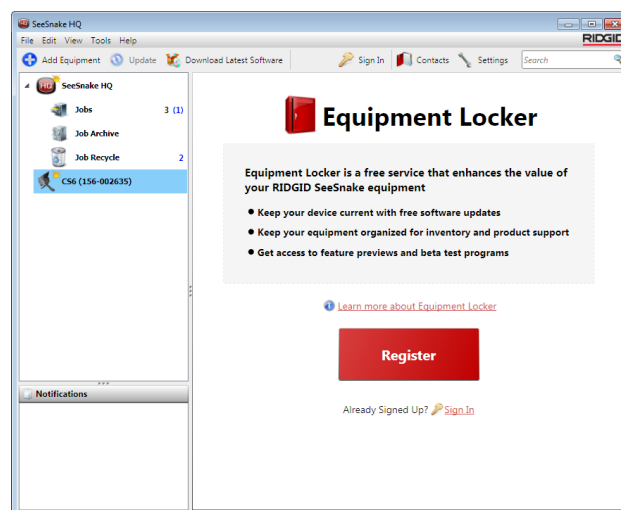 SeeSnake HQ
File Edit View Tools Help
RIDGID
Add Equipment Update Download Latest Software Sign In Contacts Settings Search
HQ SeeSnake HQ
Jobs 3 (1)
Job Archive
Job Recycle 2
CS6 (156-002635)
Equipment Locker
Equipment Locker is a free service that enhances the value of
your RIDGID SeeSnake equipment
• Keep your device current with free software updates
• Keep your equipment organized for inventory and product support
• Get access to feature previews and beta test programs
Learn more about Equipment Locker
Register
Already Signed Up? Sign In
Notifications